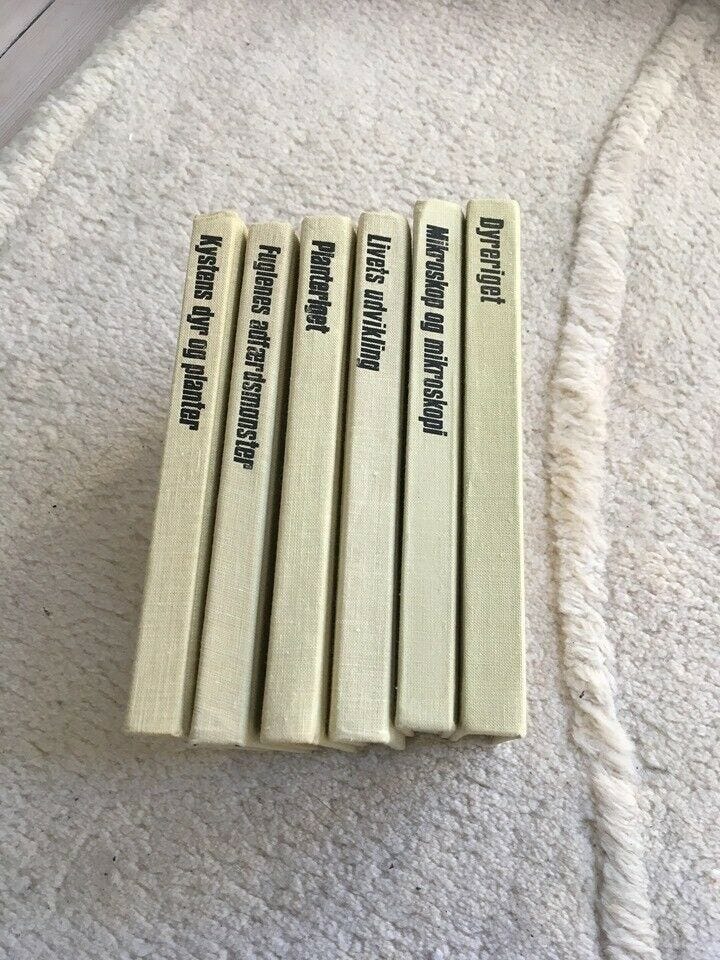 Kystens dyr og planter
Fuglenes adfærdsmønster
Planteriget
Livets udvikling
Mikroskop og mikroskopi
Dyreriget